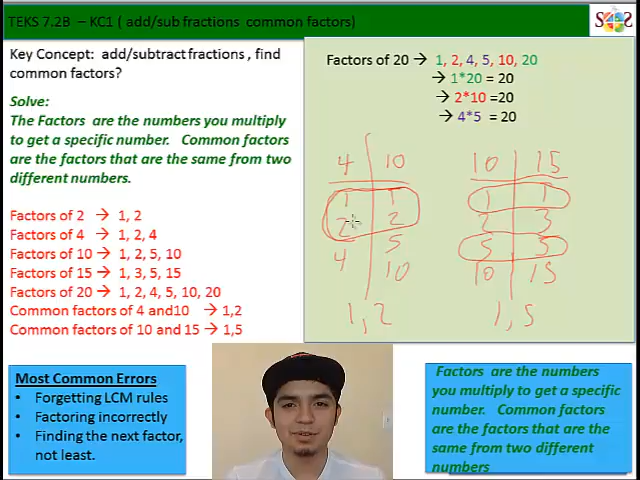 TEKS 7.2B – KC1 ( add/sub fractions common factors)
S4S
Key Concept: add/subtract fractions , find
common factors?
Solve:
The Factors are the numbers you multiply
to get a specific number. Common factors
are the factors that are the same from two
different numbers.
Factors of 2 → 1, 2
Factors of 4 → 1, 2, 4
Factors of 10 → 1, 2, 5, 10
Factors of 15 → 1, 3, 5, 15
Factors of 20 → 1, 2, 4, 5, 10, 20
Common factors of 4 and10 → 1,2
Common factors of 10 and 15 → 1,5
Factors of 20 → 1, 2, 4, 5, 10, 20
→ 1*20 = 20
→ 2*10 =20
→ 4*5 = 20
4 10
1 1
2 2
4 5
10
1, 2
10 15
1 1
2 3
5 5
10 15
1, 5
Most Common Errors
• Forgetting LCM rules
• Factoring incorrectly
• Finding the next factor,
not least.
Factors are the numbers
you multiply to get a specific
number. Common factors
are the factors that are the
same from two different
numbers